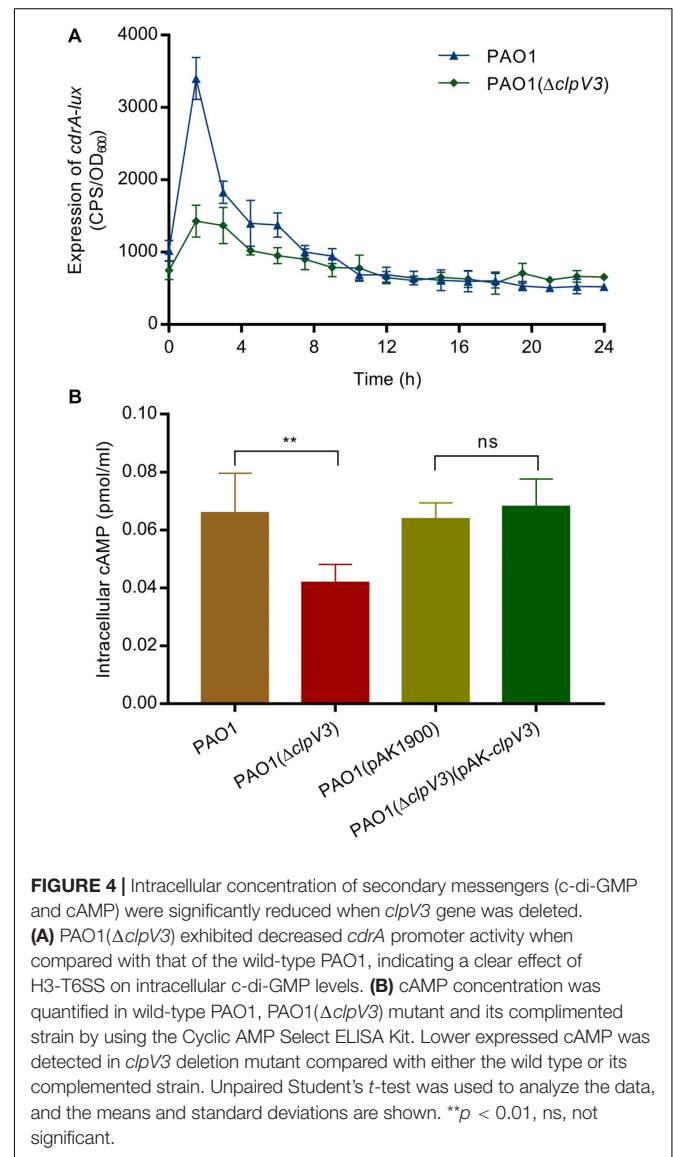 A
4000
3000
2000
1000
0
Expression of cdrA-lux
(CPS/OD600)
PAO1
PAO1(ΔclpV3)
0 4 8 12 16 20 24
Time (h)
B
0.10
0.08
0.06
0.04
0.02
0.00
Intracellular cAMP (pmol/ml)
**
ns
PAO1
PAO1(ΔclpV3)
PAO1(pAK1900)
PAO1(ΔclpV3)(pAK-clpV3)
FIGURE 4 | Intracellular concentration of secondary messengers (c-di-GMP
and cAMP) were significantly reduced when clpV3 gene was deleted.
(A) PAO1(ΔclpV3) exhibited decreased cdrA promoter activity when
compared with that of the wild-type PAO1, indicating a clear effect of
H3-T6SS on intracellular c-di-GMP levels. (B) cAMP concentration was
quantified in wild-type PAO1, PAO1(ΔclpV3) mutant and its complimented
strain by using the Cyclic AMP Select ELISA Kit. Lower expressed cAMP was
detected in clpV3 deletion mutant compared with either the wild type or its
complemented strain. Unpaired Student's t-test was used to analyze the data,
and the means and standard deviations are shown. **p < 0.01, ns, not
significant.